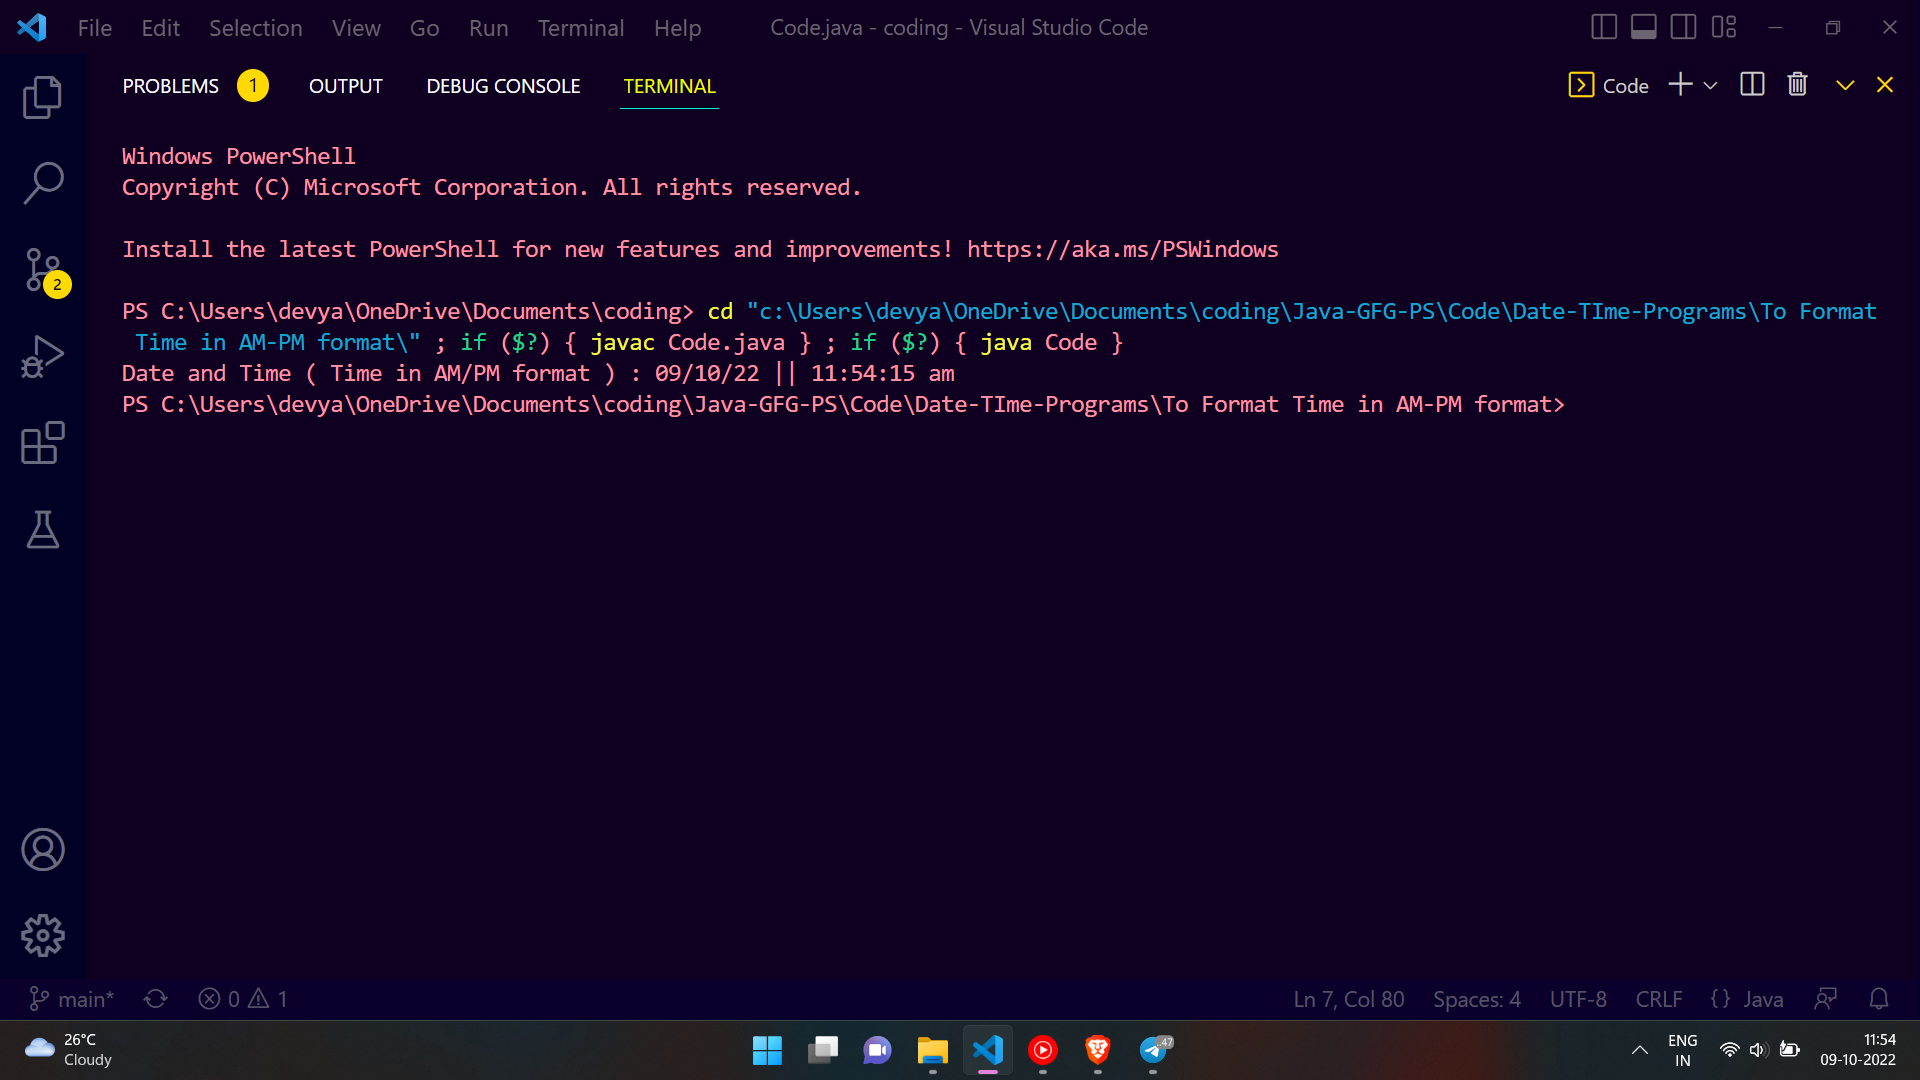 File Edit Selection View Go Run Terminal Help Code.java - coding - Visual Studio Code
PROBLEMS 1 OUTPUT DEBUG CONSOLE TERMINAL Code
Windows PowerShell
Copyright (C) Microsoft Corporation. All rights reserved.
Install the latest PowerShell for new features and improvements! https://aka.ms/PSWindows
PS C:\Users\devya\OneDrive\Documents\coding> cd "c:\Users\devya\OneDrive\Documents\coding\Java-GFG-PS\Code\Date-TIme-Programs\To Format
Time in AM-PM format\" ; if ($?) { javac Code.java } ; if ($?) { java Code }
Date and Time ( Time in AM/PM format ) : 09/10/22 || 11:54:15 am
PS C:\Users\devya\OneDrive\Documents\coding\Java-GFG-PS\Code\Date-TIme-Programs\To Format Time in AM-PM format>
2
main* 0 1 Ln 7, Col 80 Spaces: 4 UTF-8 CRLF {} Java
26°C
Cloudy
47
ENG
IN
11:54
09-10-2022